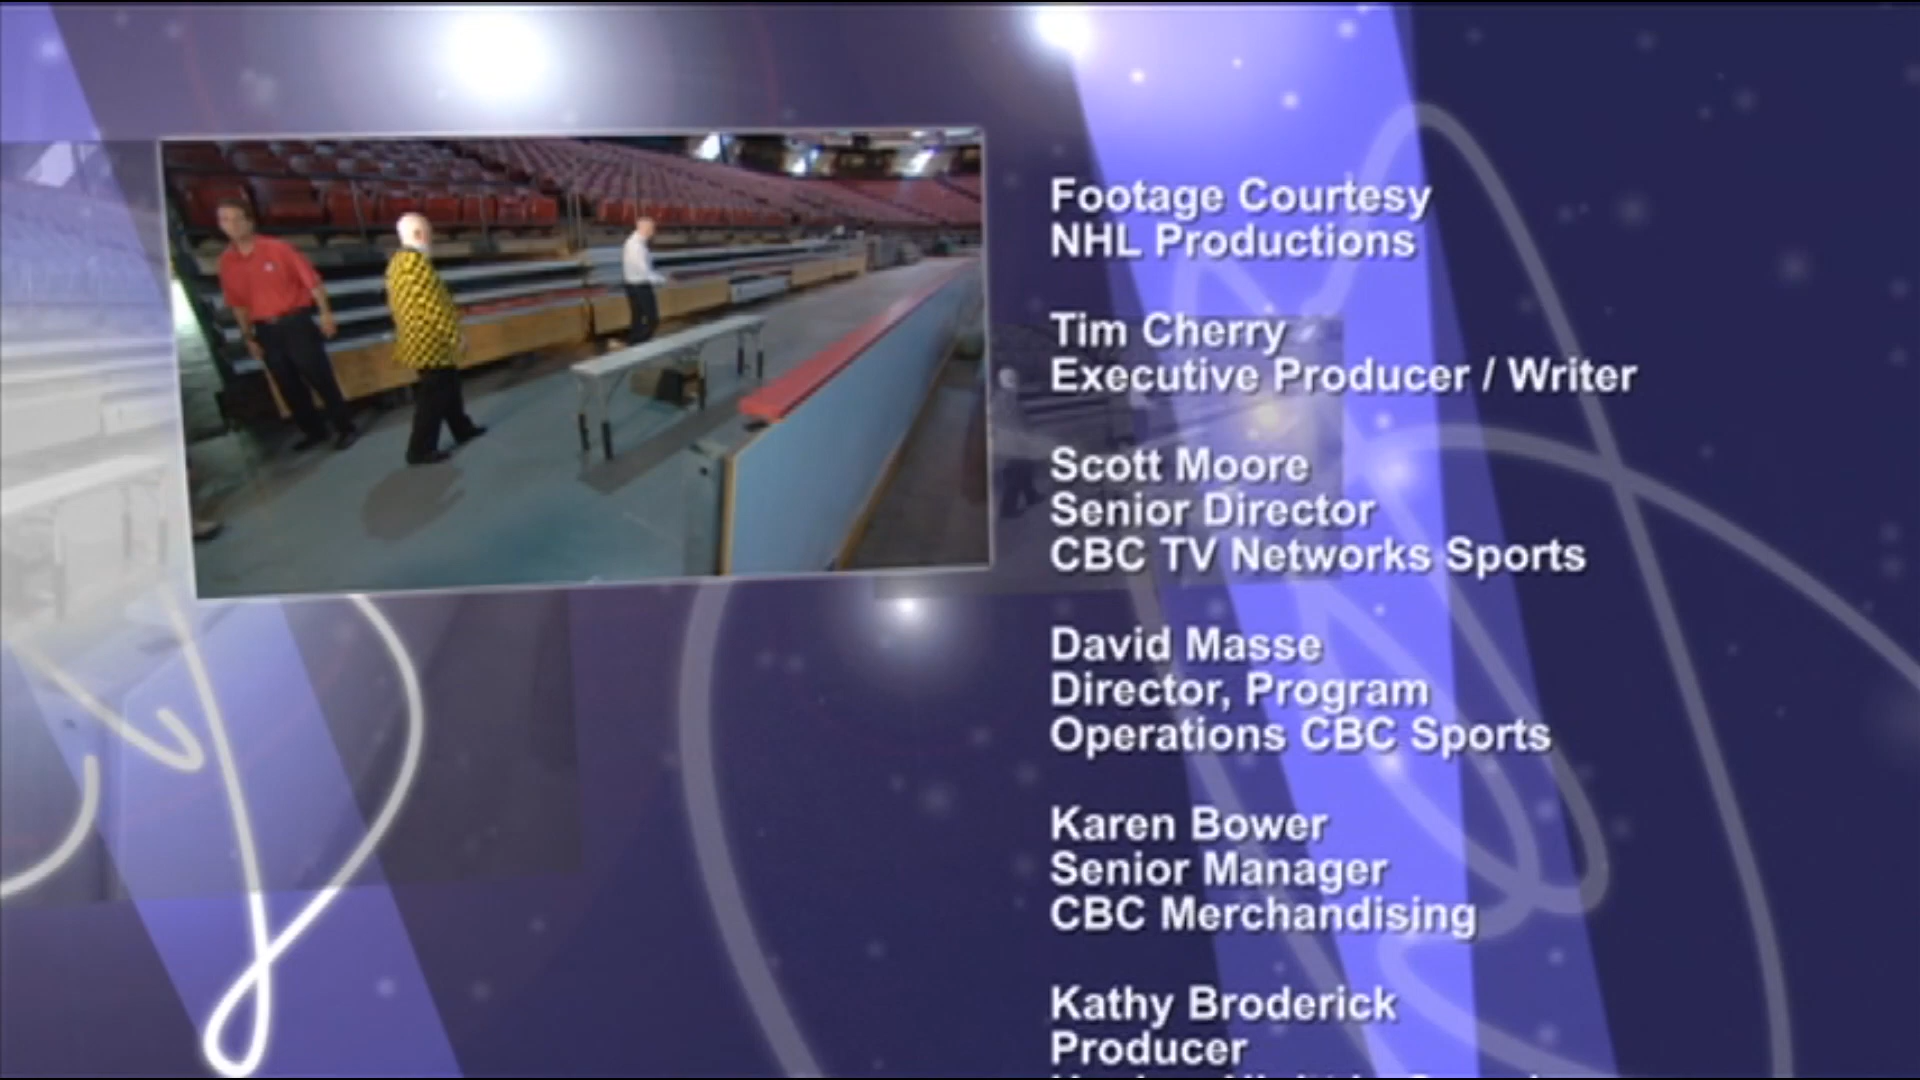 Footage Courtesy
NHL Productions
Tim Cherry
Executive Producer / Writer
Scott Moore
Senior Director
CBC TV Networks Sports
David Masse
Director, Program
Operations CBC Sports
Karen Bower
Senior Manager
CBC Merchandising
Kathy Broderick
Producer